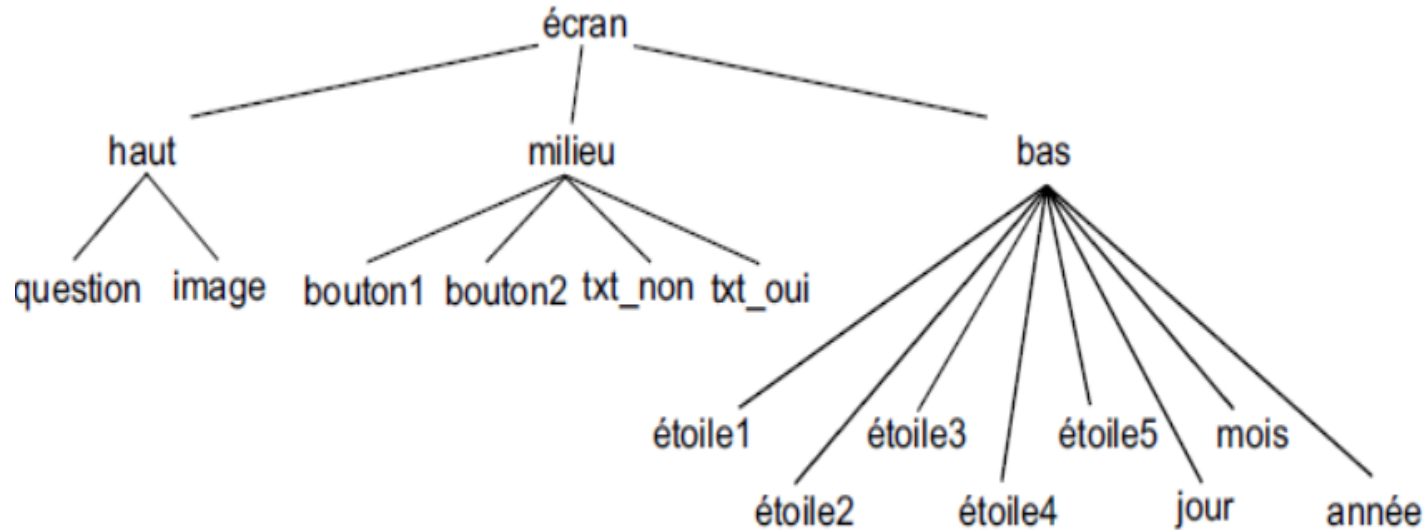 écran
haut milieu bas
question image bouton1 bouton2 txt_non txt_oui
étoile1 étoile3 étoile5 mois
étoile2 étoile4 jour année